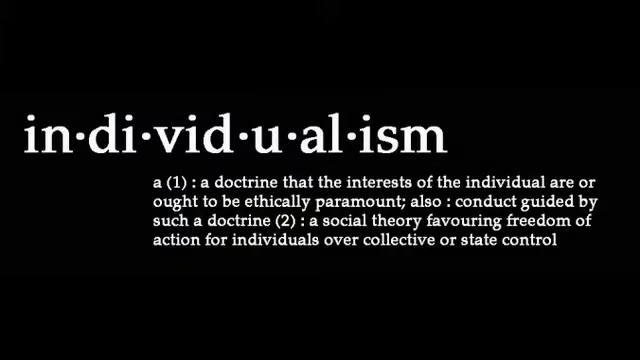 in·di·vid·u·al·ism
a (1) : a doctrine that the interests of the individual are or
ought to be ethically paramount; also : conduct guided by
such a doctrine (2) : a social theory favouring freedom of
action for individuals over collective or state control